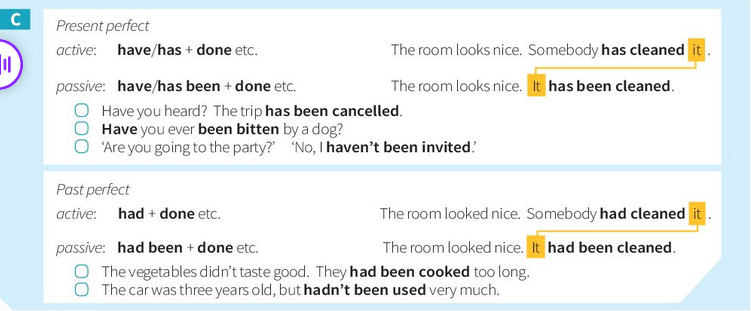 C
Present perfect
active: have/has + done etc. The room looks nice. Somebody has cleaned it .
passive: have/has been + done etc. The room looks nice. It has been cleaned.
Have you heard? The trip has been cancelled.
Have you ever been bitten by a dog?
‘Are you going to the party?’ ‘No, I haven’t been invited.’
Past perfect
active: had + done etc. The room looked nice. Somebody had cleaned it .
passive: had been + done etc. The room looked nice. It had been cleaned.
The vegetables didn’t taste good. They had been cooked too long.
The car was three years old, but hadn’t been used very much.